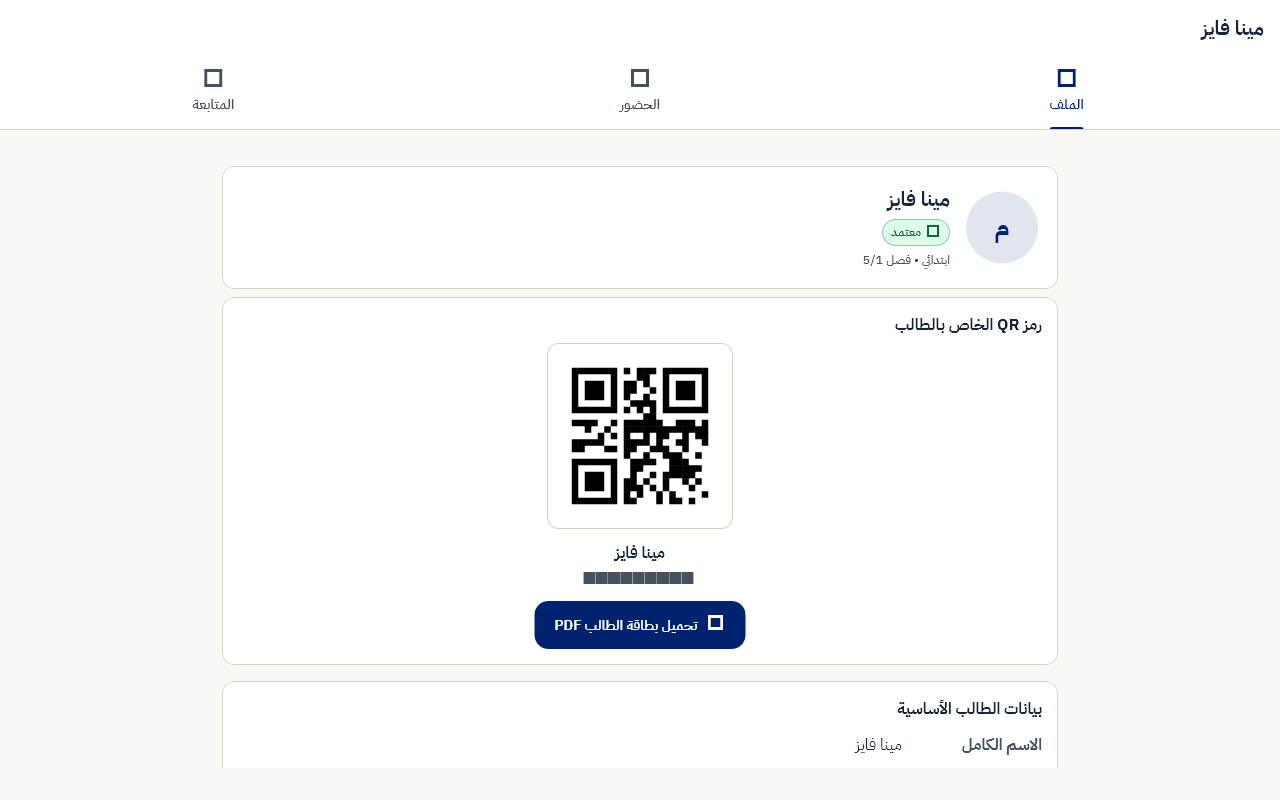 مينا فايز
الملف
الحضور
المتابعة
م
مينا فايز
معتمد
ابتدائي • فصل 5/1
رمز QR الخاص بالطالب
مينا فايز
تحميل بطاقة الطالب PDF
بيانات الطالب الأساسية
الاسم الكامل مينا فايز